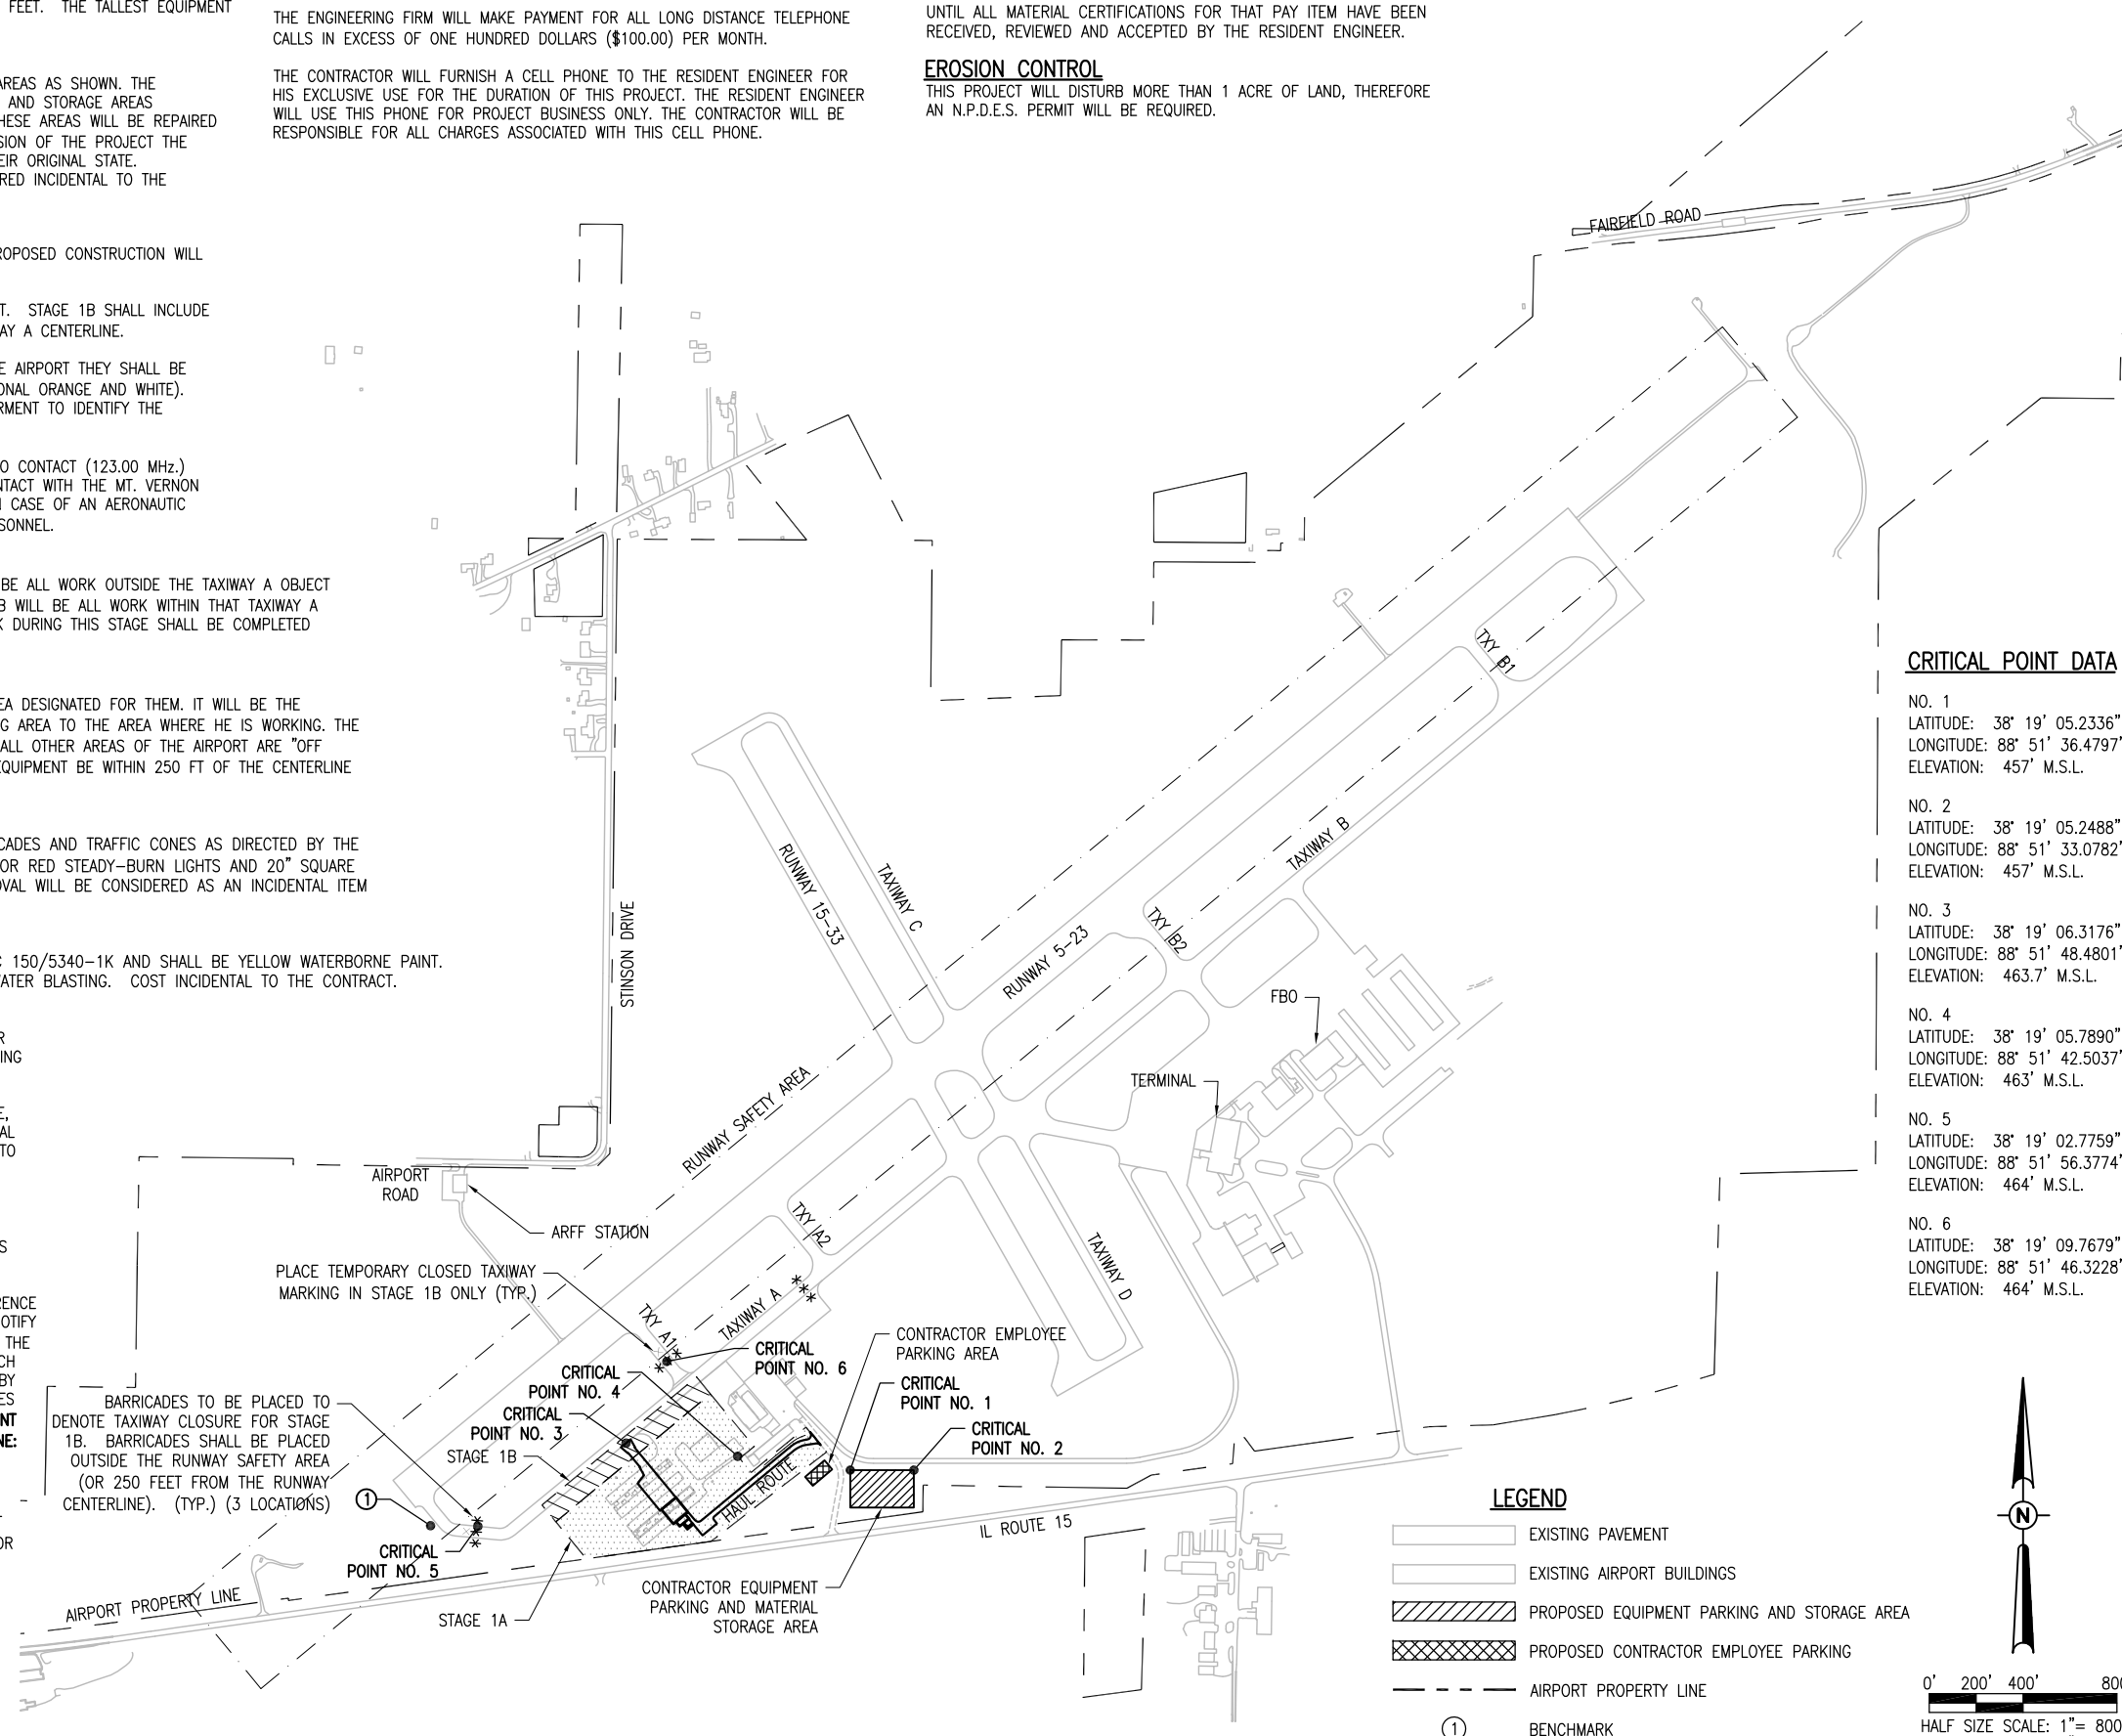 FEET.  THE TALLEST EQUIPMENT
AREAS AS SHOWN. THE
AND STORAGE AREAS
THESE AREAS WILL BE REPAIRED
SION OF THE PROJECT THE
EIR ORIGINAL STATE.
RED INCIDENTAL TO THE
ROPOSED CONSTRUCTION WILL
T.  STAGE 1B SHALL INCLUDE
AY A CENTERLINE.
E AIRPORT THEY SHALL BE
ONAL ORANGE AND WHITE).
RMENT TO IDENTIFY THE
O CONTACT (123.00 MHz.)
NTACT WITH THE MT. VERNON
CASE OF AN AERONAUTIC
SONNEL.
BE ALL WORK OUTSIDE THE TAXIWAY A OBJECT
B WILL BE ALL WORK WITHIN THAT TAXIWAY A
K DURING THIS STAGE SHALL BE COMPLETED
EA DESIGNATED FOR THEM. IT WILL BE THE
G AREA TO THE AREA WHERE HE IS WORKING. THE
ALL OTHER AREAS OF THE AIRPORT ARE "OFF
EQUIPMENT BE WITHIN 250 FT OF THE CENTERLINE
CADES AND TRAFFIC CONES AS DIRECTED BY THE
OR RED STEADY-BURN LIGHTS AND 20" SQUARE
OVAL WILL BE CONSIDERED AS AN INCIDENTAL ITEM
C 150/5340-1K AND SHALL BE YELLOW WATERBORNE PAINT.
ATER BLASTING.  COST INCIDENTAL TO THE CONTRACT.
R
ING
E,
AL
TO
S
RENCE
OTIFY
THE
CH
BY
ES
NT
NE:
OR
THE ENGINEERING FIRM WILL MAKE PAYMENT FOR ALL LONG DISTANCE TELEPHONE
CALLS IN EXCESS OF ONE HUNDRED DOLLARS ($100.00) PER MONTH.
THE CONTRACTOR WILL FURNISH A CELL PHONE TO THE RESIDENT ENGINEER FOR
HIS EXCLUSIVE USE FOR THE DURATION OF THIS PROJECT. THE RESIDENT ENGINEER
WILL USE THIS PHONE FOR PROJECT BUSINESS ONLY. THE CONTRACTOR WILL BE
RESPONSIBLE FOR ALL CHARGES ASSOCIATED WITH THIS CELL PHONE.
UNTIL ALL MATERIAL CERTIFICATIONS FOR THAT PAY ITEM HAVE BEEN
RECEIVED, REVIEWED AND ACCEPTED BY THE RESIDENT ENGINEER.
EROSION CONTROL
THIS PROJECT WILL DISTURB MORE THAN 1 ACRE OF LAND, THEREFORE
AN N.P.D.E.S. PERMIT WILL BE REQUIRED.
FAIRFIELD ROAD
TXY B1
TAXIWAY B
RUNWAY 15-33
TAXIWAY C
TXY B2
RUNWAY 5-23
STINSON DRIVE
FBO
TERMINAL
RUNWAY SAFETY AREA
AIRPORT
ROAD
ARFF STATION
TXY A2
TAXIWAY D
PLACE TEMPORARY CLOSED TAXIWAY
MARKING IN STAGE 1B ONLY (TYP.)
TXY A1
TAXIWAY A
CONTRACTOR EMPLOYEE
PARKING AREA
CRITICAL
POINT NO. 6
CRITICAL
POINT NO. 4
CRITICAL
POINT NO. 1
CRITICAL
POINT NO. 3
CRITICAL
POINT NO. 2
BARRICADES TO BE PLACED TO
DENOTE TAXIWAY CLOSURE FOR STAGE
1B.  BARRICADES SHALL BE PLACED
OUTSIDE THE RUNWAY SAFETY AREA
(OR 250 FEET FROM THE RUNWAY
CENTERLINE).  (TYP.) (3 LOCATIONS)
STAGE 1B
HAUL ROUTE
1
CRITICAL
POINT NO. 5
IL ROUTE 15
CONTRACTOR EQUIPMENT
PARKING AND MATERIAL
STORAGE AREA
STAGE 1A
AIRPORT PROPERTY LINE
CRITICAL POINT DATA
NO. 1
LATITUDE:  38° 19' 05.2336"
LONGITUDE: 88° 51' 36.4797"
ELEVATION:  457' M.S.L.
NO. 2
LATITUDE:  38° 19' 05.2488"
LONGITUDE: 88° 51' 33.0782"
ELEVATION:  457' M.S.L.
NO. 3
LATITUDE:  38° 19' 06.3176"
LONGITUDE: 88° 51' 48.4801"
ELEVATION:  463.7' M.S.L.
NO. 4
LATITUDE:  38° 19' 05.7890"
LONGITUDE: 88° 51' 42.5037"
ELEVATION:  463' M.S.L.
NO. 5
LATITUDE:  38° 19' 02.7759"
LONGITUDE: 88° 51' 56.3774"
ELEVATION:  464' M.S.L.
NO. 6
LATITUDE:  38° 19' 09.7679"
LONGITUDE: 88° 51' 46.3228"
ELEVATION:  464' M.S.L.
LEGEND
EXISTING PAVEMENT
EXISTING AIRPORT BUILDINGS
PROPOSED EQUIPMENT PARKING AND STORAGE AREA
PROPOSED CONTRACTOR EMPLOYEE PARKING
AIRPORT PROPERTY LINE
1 BENCHMARK
N
0' 200' 400' 80
HALF SIZE SCALE: 1"= 800